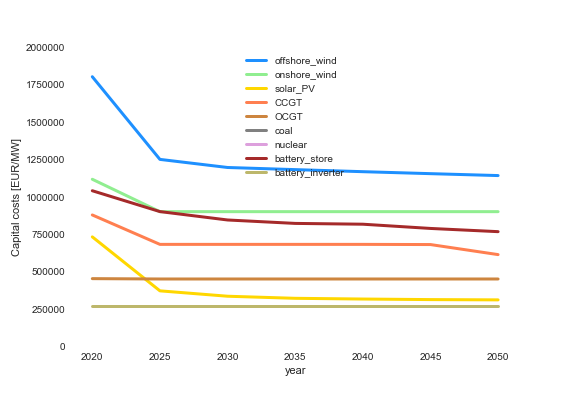 2000000
1750000
1500000
1250000
1000000
750000
500000
250000
0
Capital costs [EUR/MW]
offshore_wind
onshore_wind
solar_PV
CCGT
OCGT
coal
nuclear
battery_store
battery_inverter
2020 2025 2030 2035 2040 2045 2050
year